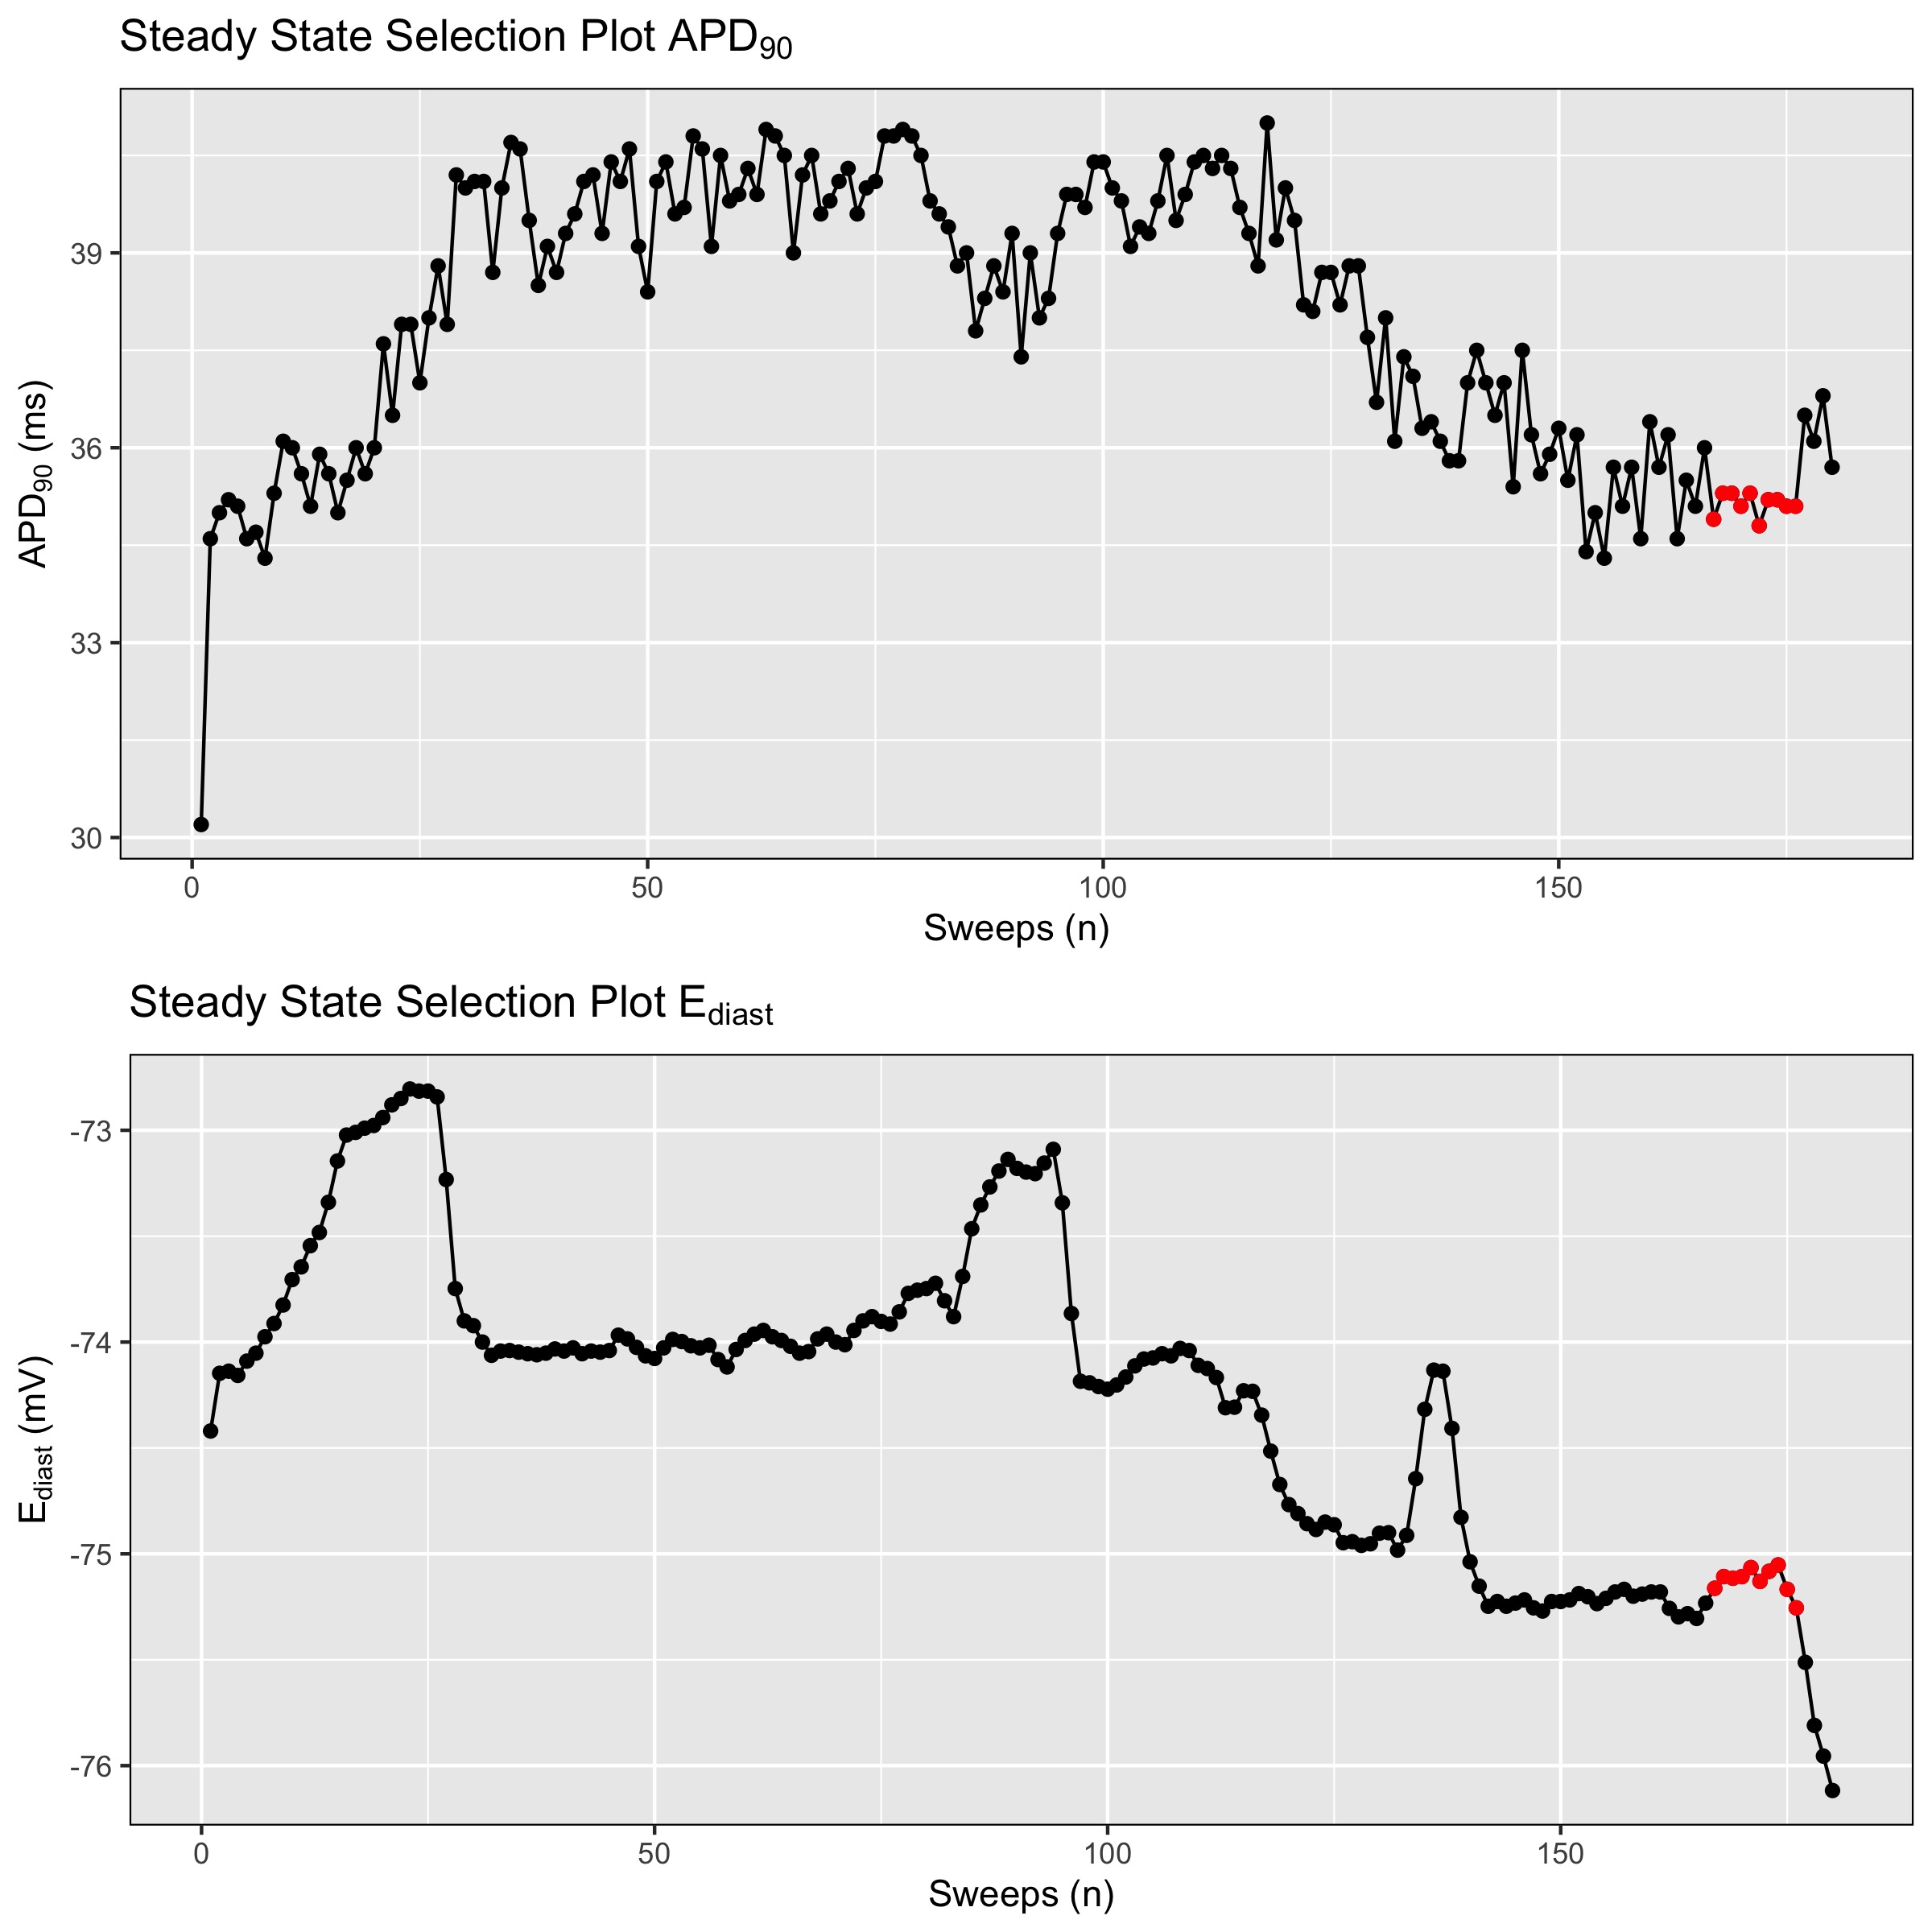 Steady State Selection Plot APD90
39
36
33
30
APD90 (ms)
0 50 100 150
Sweeps (n)
Steady State Selection Plot Ediast
-73
-74
-75
-76
Ediast (mV)
0 50 100 150
Sweeps (n)